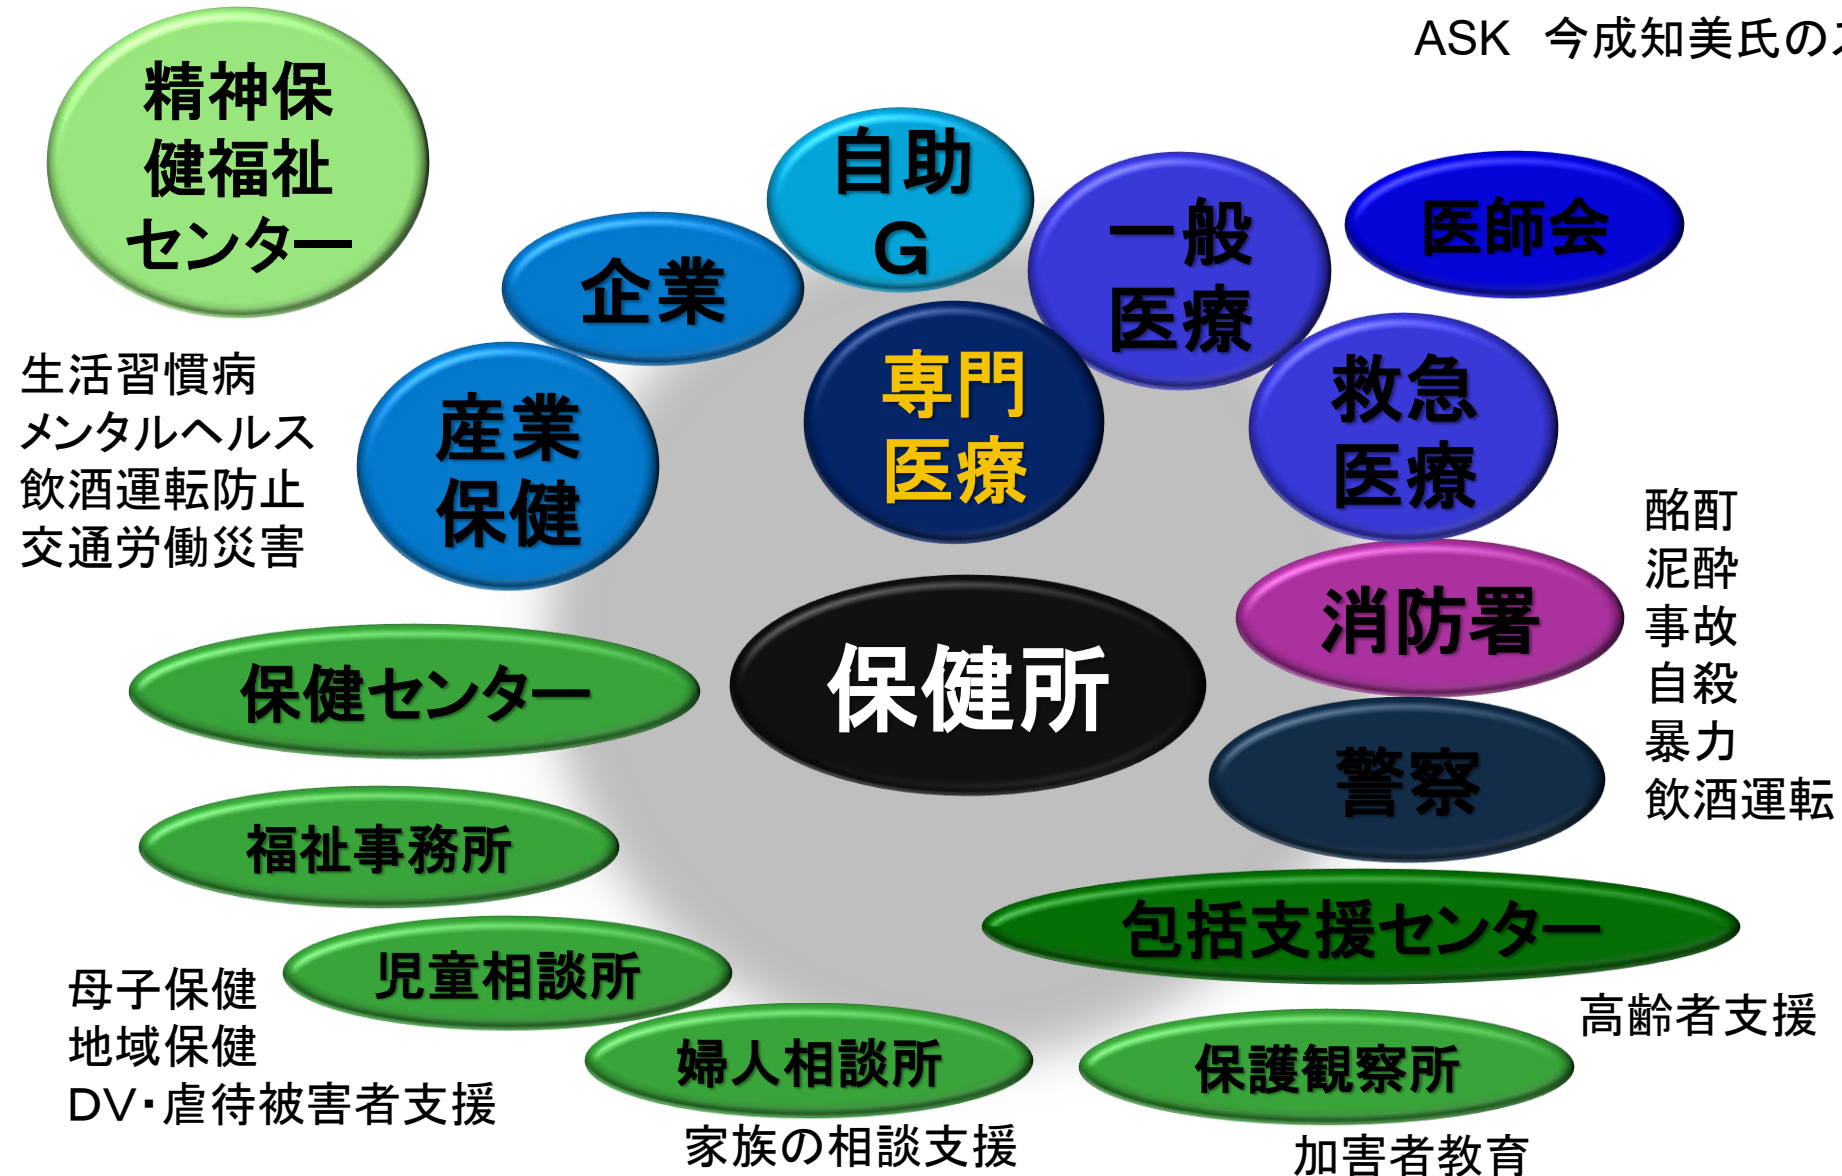 ASK　今成知美氏の
精神保
健福祉
センター
自助
G
一般
医療
医師会
企業
専門
医療
救急
医療
産業
保健
生活習慣病
メンタルヘルス
飲酒運転防止
交通労働災害
酩酊
泥酔
事故
自殺
暴力
飲酒運転
消防署
保健センター
保健所
警察
福祉事務所
包括支援センター
児童相談所
高齢者支援
母子保健
地域保健
DV・虐待被害者支援
婦人相談所
保護観察所
家族の相談支援
加害者教育